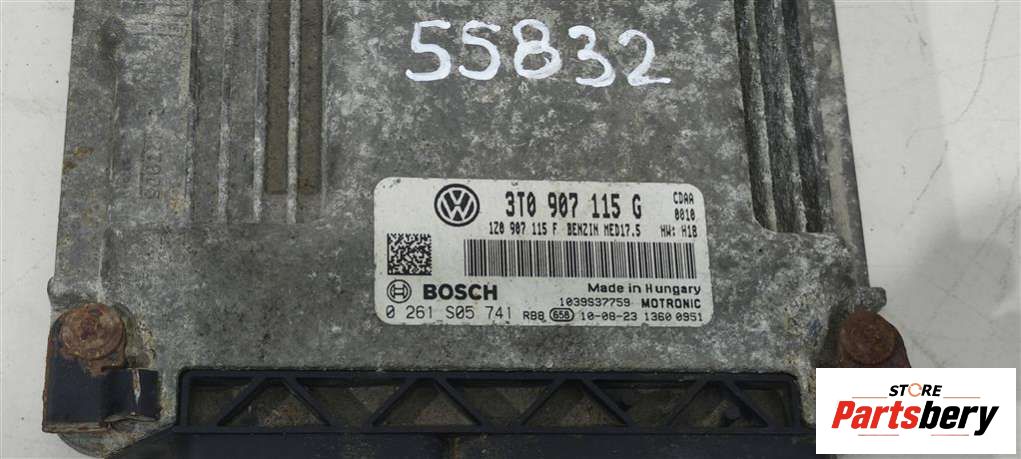 55832
3T0 907 115 G
CDAA
0010
1Z0 907 115 F BENZIN MED17.5
HW: H18
Made in Hungary
BOSCH
1039S37759 MOTRONIC
0 261 S05 741
RB8 658 10-08-23 1360 0951
STORE
Partsbery